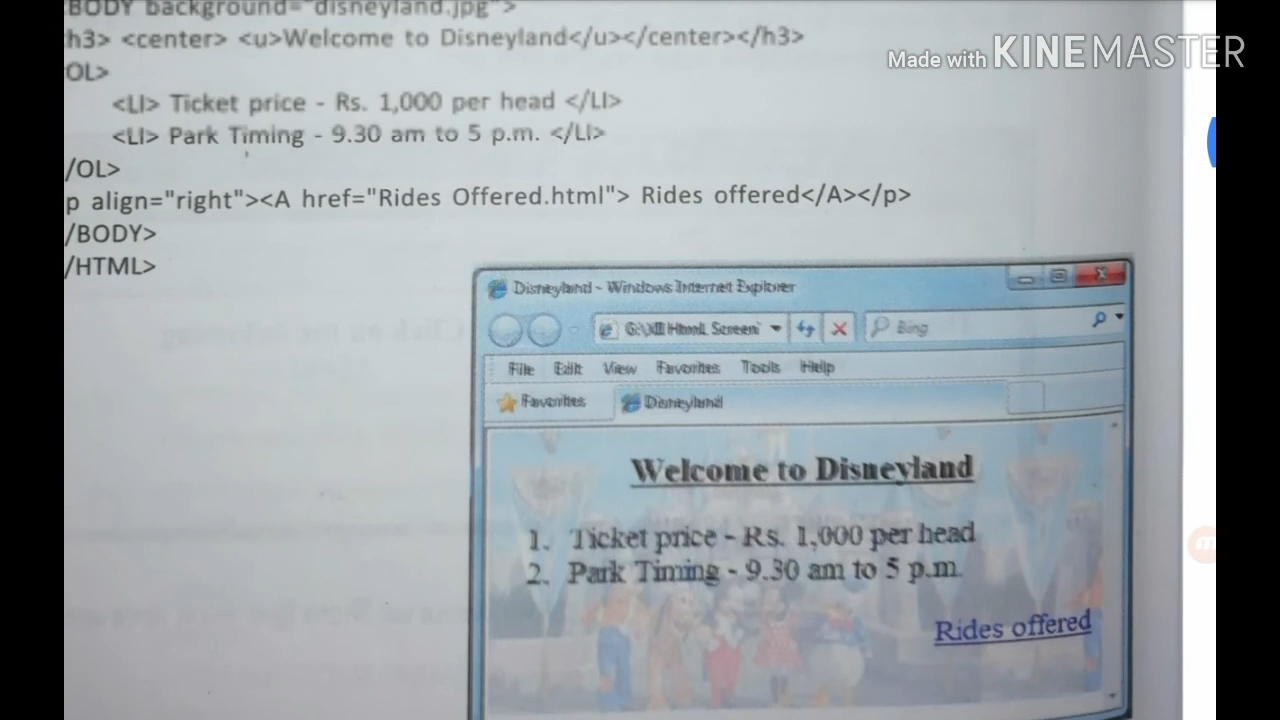 BODY background="disneyland.jpg">
h3> <center> <u>Welcome to Disneyland</u></center></h3>
Made with KINEMASTER
OL>
<LI> Ticket price - Rs. 1,000 per head </LI>
<LI> Park Timing - 9.30 am to 5 p.m. </LI>
/OL>
p align="right"><A href="Rides Offered.html"> Rides offered</A></p>
/BODY>
/HTML>
Disneyland - Windows Internet Explorer
G:\XII Html Screen
Bing
File Edit View Favorites Tools Help
Favorites Disneyland
Welcome to Disneyland
1. Ticket price - Rs. 1,000 per head
2. Park Timing - 9.30 am to 5 p.m.
Rides offered